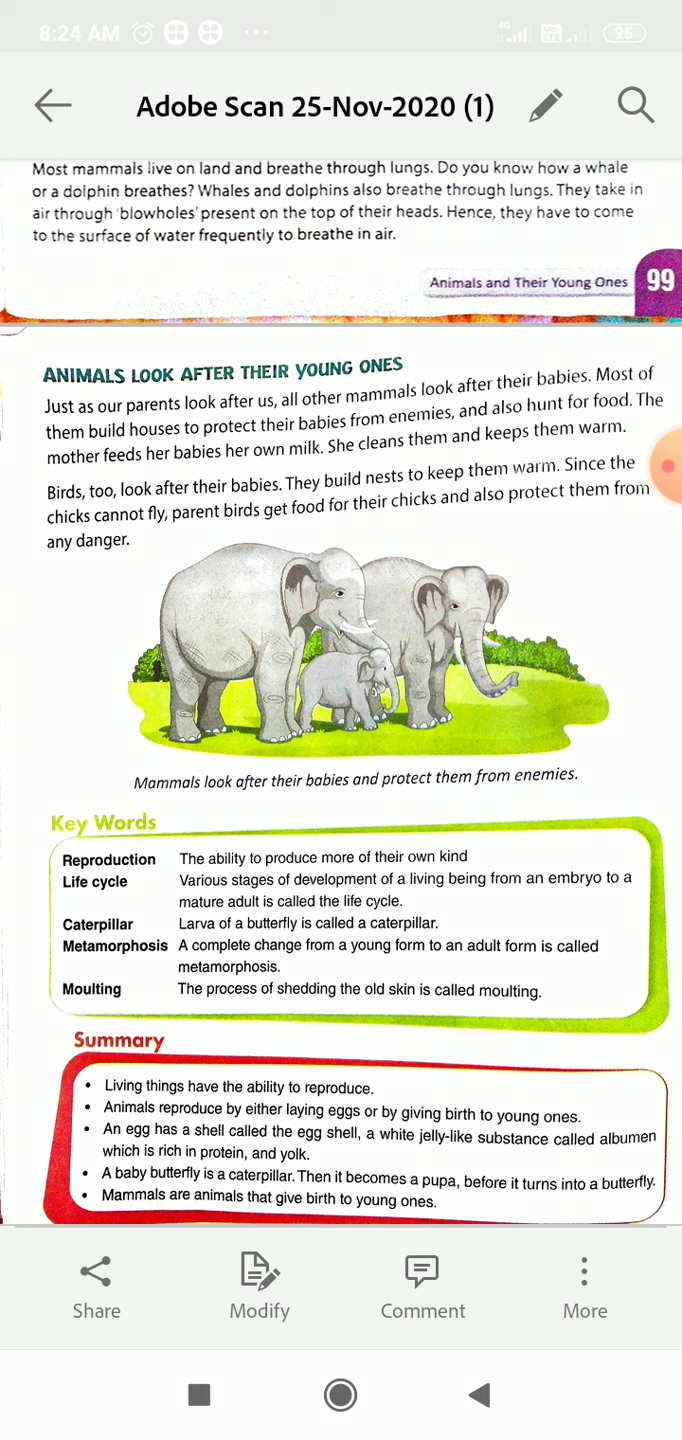 8:24 AM
4G
Vo LTE
95
Adobe Scan 25-Nov-2020 (1)
Most mammals live on land and breathe through lungs. Do you know how a whale
or a dolphin breathes? Whales and dolphins also breathe through lungs. They take in
air through 'blowholes' present on the top of their heads. Hence, they have to come
to the surface of water frequently to breathe in air.
Animals and Their Young Ones 99
ANIMALS LOOK AFTER THEIR YOUNG ONES
Just as our parents look after us, all other mammals look after their babies. Most of
them build houses to protect their babies from enemies, and also hunt for food. The
mother feeds her babies her own milk. She cleans them and keeps them warm.
Birds, too, look after their babies. They build nests to keep them warm. Since the
chicks cannot fly, parent birds get food for their chicks and also protect them from
any danger.
Mammals look after their babies and protect them from enemies.
Key Words
Reproduction The ability to produce more of their own kind
Life cycle Various stages of development of a living being from an embryo to a
mature adult is called the life cycle.
Caterpillar Larva of a butterfly is called a caterpillar.
Metamorphosis A complete change from a young form to an adult form is called
metamorphosis.
Moulting The process of shedding the old skin is called moulting.
Summary
• Living things have the ability to reproduce.
• Animals reproduce by either laying eggs or by giving birth to young ones.
• An egg has a shell called the egg shell, a white jelly-like substance called albumen
which is rich in protein, and yolk.
• A baby butterfly is a caterpillar. Then it becomes a pupa, before it turns into a butterfly.
• Mammals are animals that give birth to young ones.
Share Modify Comment More